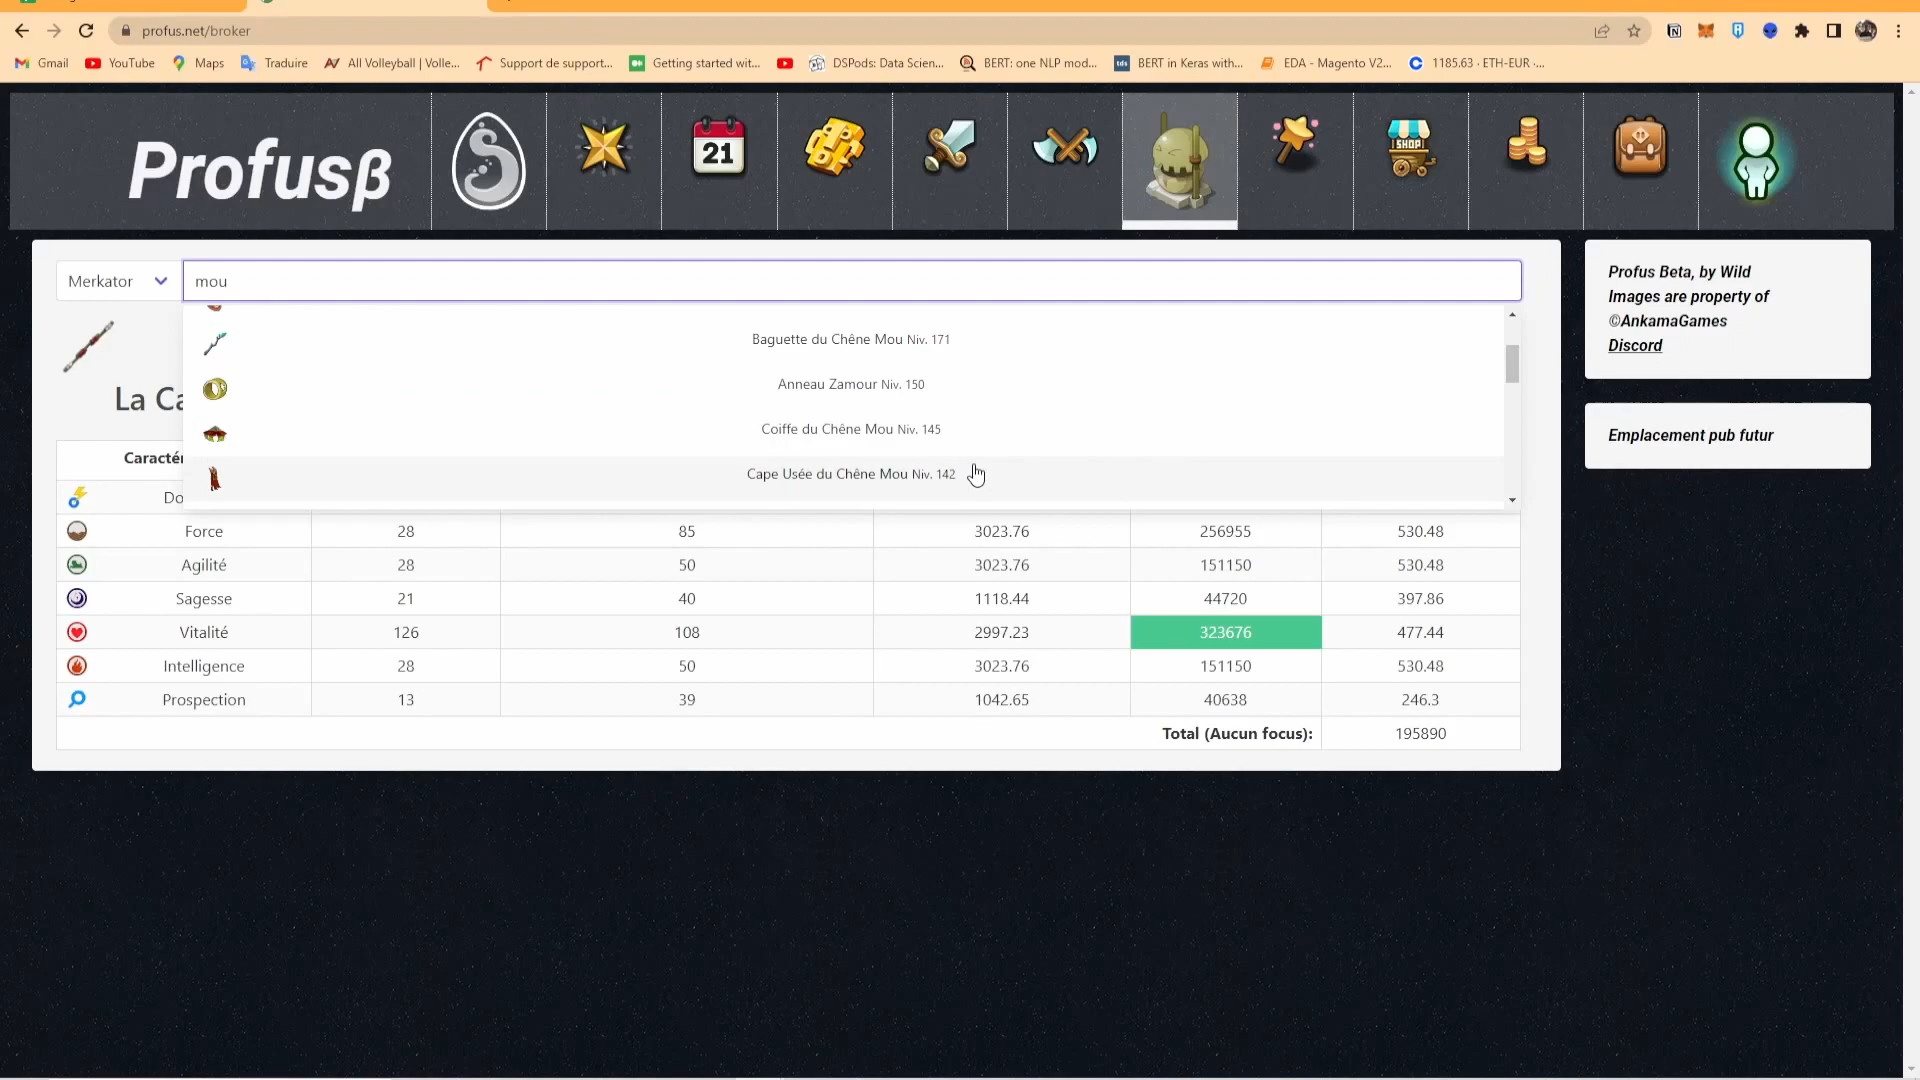 profus.net/broker
Gmail YouTube Maps Traduire All Volleyball | Volle... Support de support... Getting started wit... DSPods: Data Scien... BERT: one NLP mod... tds BERT in Keras with... EDA - Magento V2... 1185.63 · ETH-EUR ·...
Profusβ
21
SHOP
Merkator mou
Baguette du Chêne Mou Niv. 171
Anneau Zamour Niv. 150
Coiffe du Chêne Mou Niv. 145
Cape Usée du Chêne Mou Niv. 142
La Ca
Caractér
Do
Force 28 85 3023.76 256955 530.48
Agilité 28 50 3023.76 151150 530.48
Sagesse 21 40 1118.44 44720 397.86
Vitalité 126 108 2997.23 323676 477.44
Intelligence 28 50 3023.76 151150 530.48
Prospection 13 39 1042.65 40638 246.3
Total (Aucun focus): 195890
Profus Beta, by Wild
Images are property of
©AnkamaGames
Discord
Emplacement pub futur